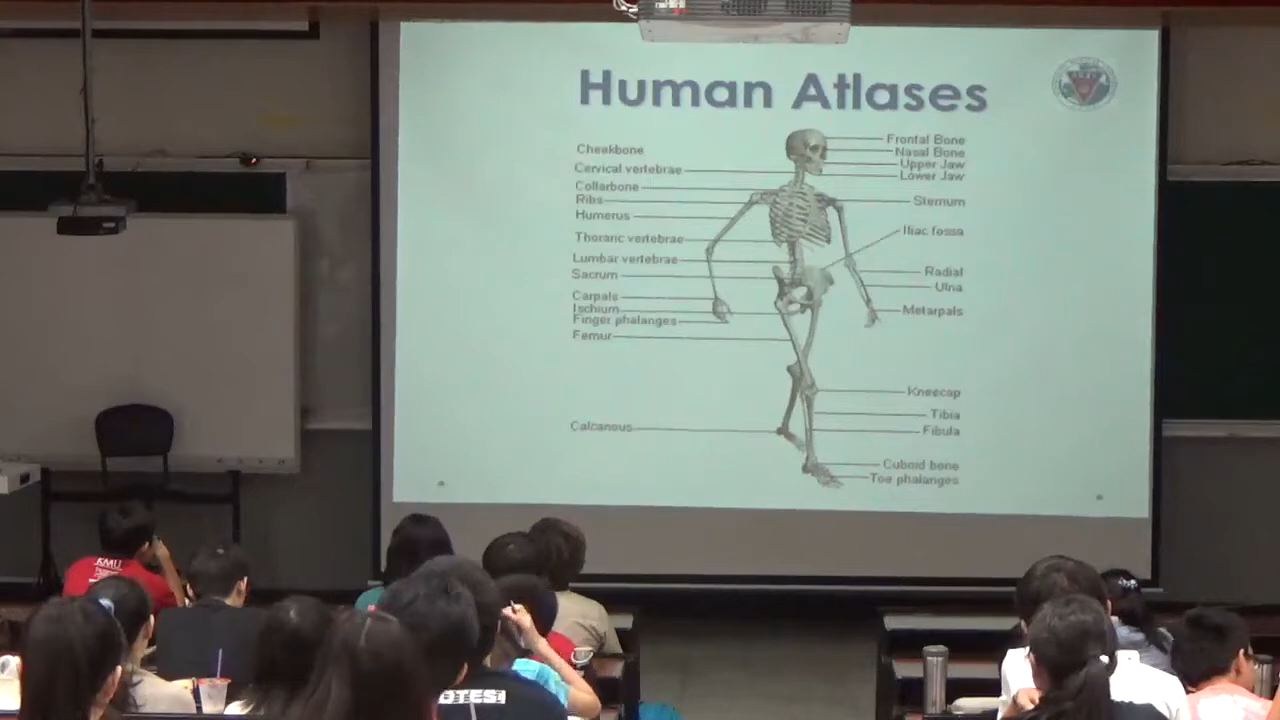 Human Atlases
Cheekbone
Cervical vertebrae
Collarbone
Ribs
Humerus
Thoraric vertebrae
Lumbar vertebrae
Sacrum
Carpals
Ischium
Finger phalanges
Femur
Calcaneus
Frontal Bone
Nasal Bone
Upper Jaw
Lower Jaw
Sternum
Iliac fossa
Radial
Ulna
Metarpals
Kneecap
Tibia
Fibula
Cuboid bone
Toe phalanges
KMU